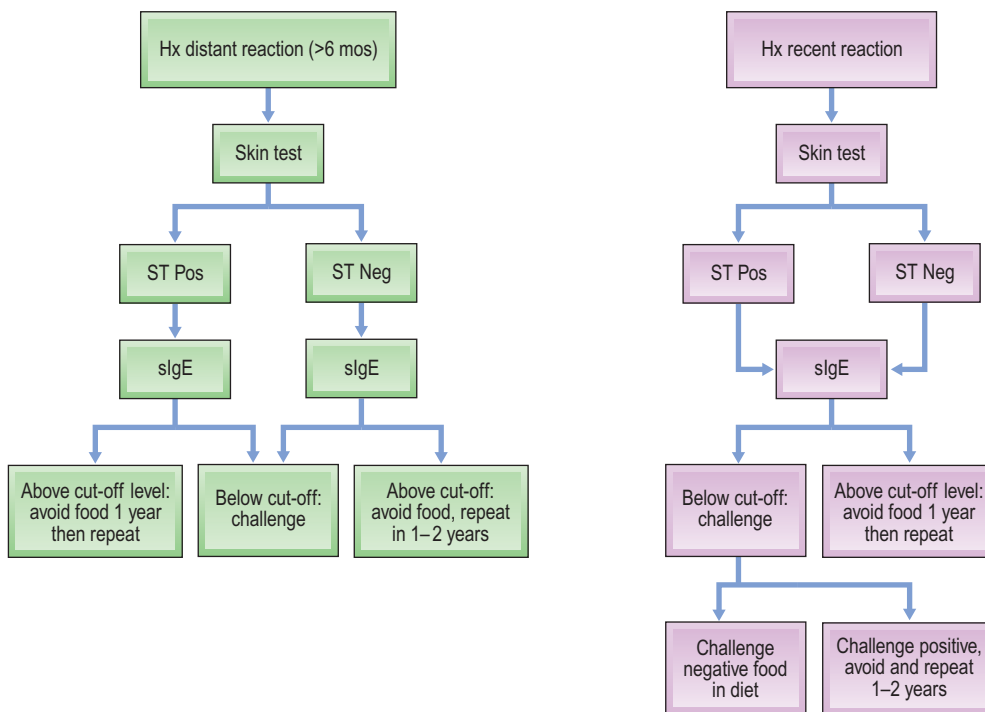 Hx distant reaction (>6 mos)
Skin test
ST Pos
ST Neg
sIgE
sIgE
Above cut-off level:
avoid food 1 year
then repeat
Below cut-off:
challenge
Above cut-off:
avoid food, repeat
in 1–2 years
Hx recent reaction
Skin test
ST Pos
ST Neg
sIgE
Below cut-off:
challenge
Above cut-off level:
avoid food 1 year
then repeat
Challenge
negative food
in diet
Challenge positive,
avoid and repeat
1–2 years